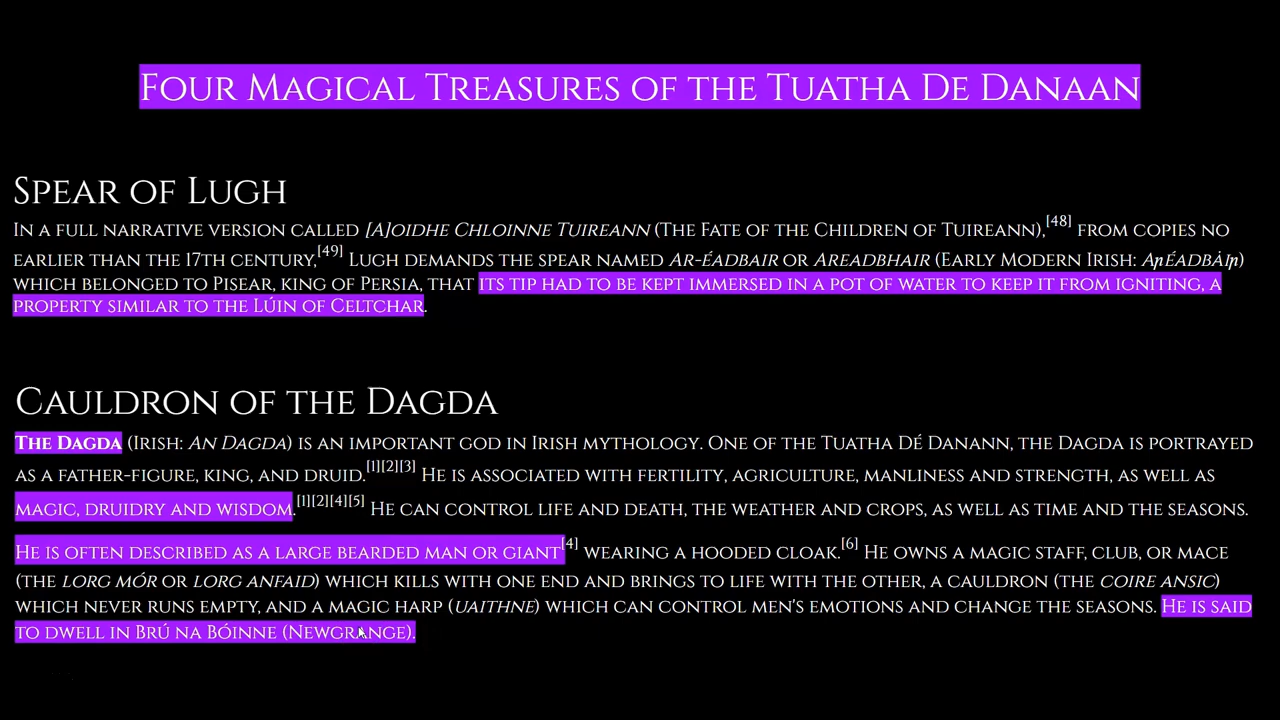 Four Magical Treasures of the Tuatha De Danaan
Spear of Lugh
In a full narrative version called [A]oidhe Chloinne Tuireann (The Fate of the Children of Tuireann),[48] from copies no
earlier than the 17th century,[49] Lugh demands the spear named Ar-éadbair or Areadbhair (Early Modern Irish: Aꞃéadbàiꞃ)
which belonged to Pisear, king of Persia, that its tip had to be kept immersed in a pot of water to keep it from igniting, a
property similar to the Lúin of Celtchar.
Cauldron of the Dagda
The Dagda (Irish: An Dagda) is an important god in Irish mythology. One of the Tuatha Dé Danann, the Dagda is portrayed
as a father-figure, king, and druid.[1][2][3] He is associated with fertility, agriculture, manliness and strength, as well as
magic, druidry and wisdom.[1][2][4][5] He can control life and death, the weather and crops, as well as time and the seasons.
He is often described as a large bearded man or giant[4] wearing a hooded cloak.[6] He owns a magic staff, club, or mace
(the lorg mór or lorg anfaid) which kills with one end and brings to life with the other, a cauldron (the coire ansic)
which never runs empty, and a magic harp (uaithne) which can control men's emotions and change the seasons. He is said
to dwell in Brú na Bóinne (Newgrange).